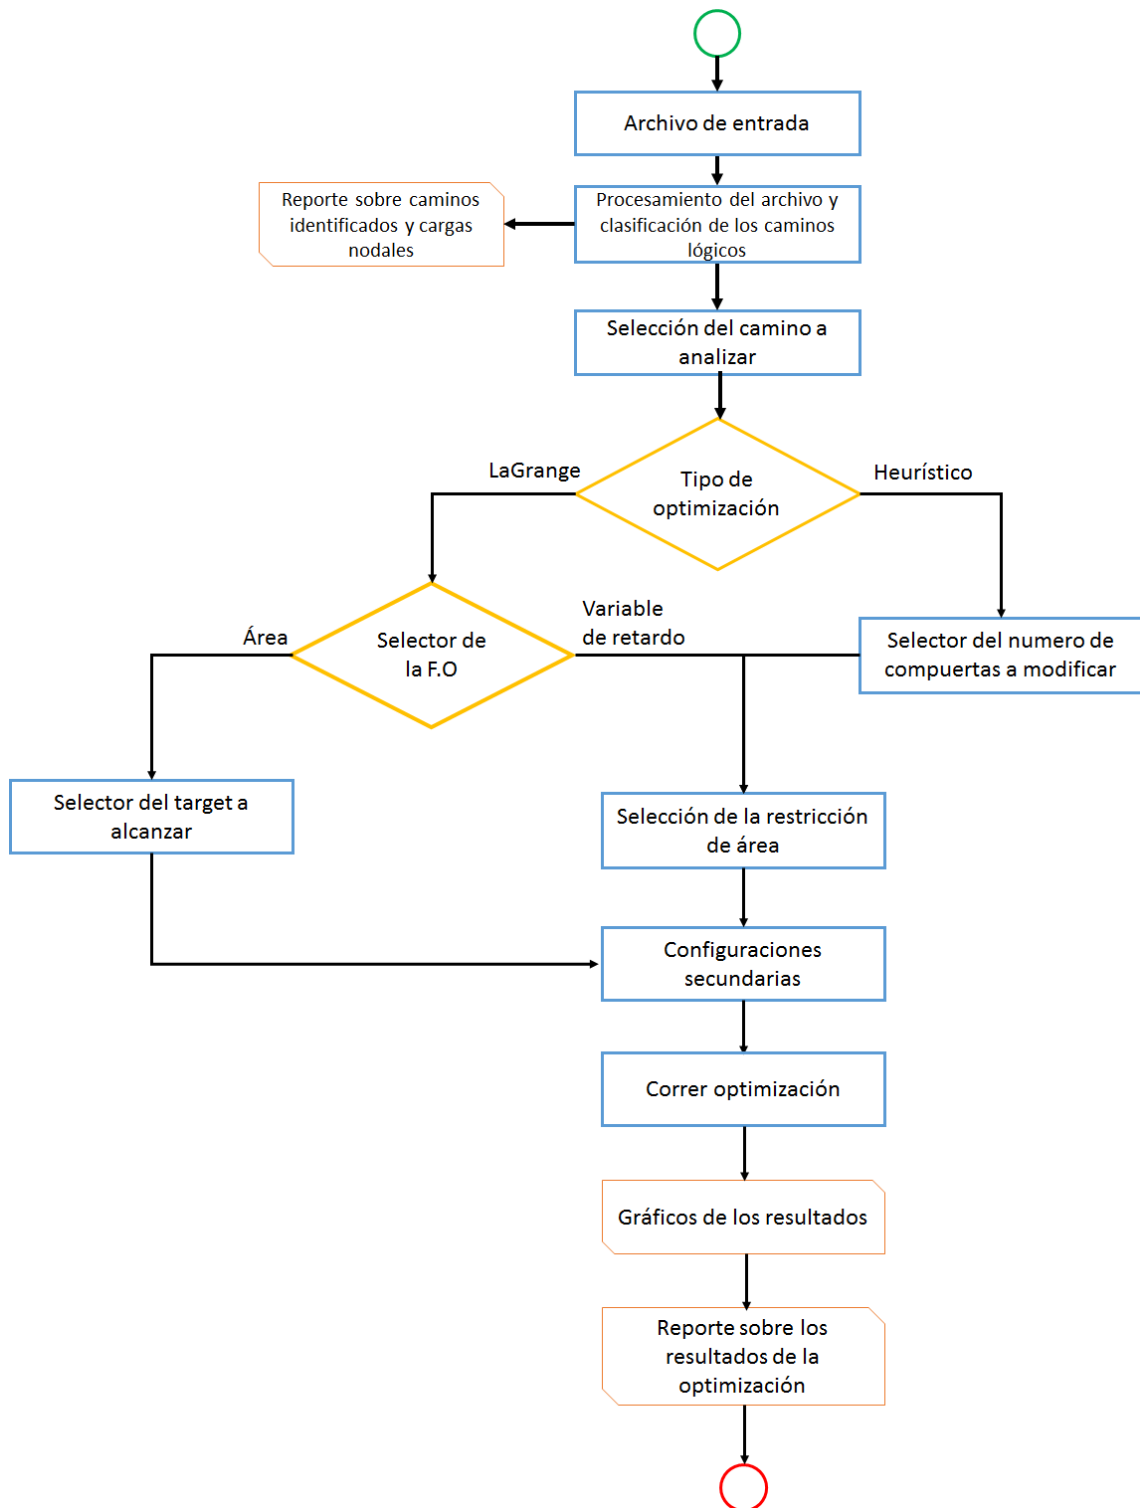 Archivo de entrada
Reporte sobre caminos
identificados y cargas
nodales
Procesamiento del archivo y
clasificación de los caminos
lógicos
Selección del camino a
analizar
LaGrange
Tipo de
optimización
Heurístico
Área
Selector de
la F.O
Variable
de retardo
Selector del numero de
compuertas a modificar
Selector del target a
alcanzar
Selección de la restricción
de área
Configuraciones
secundarias
Correr optimización
Gráficos de los resultados
Reporte sobre los
resultados de la
optimización